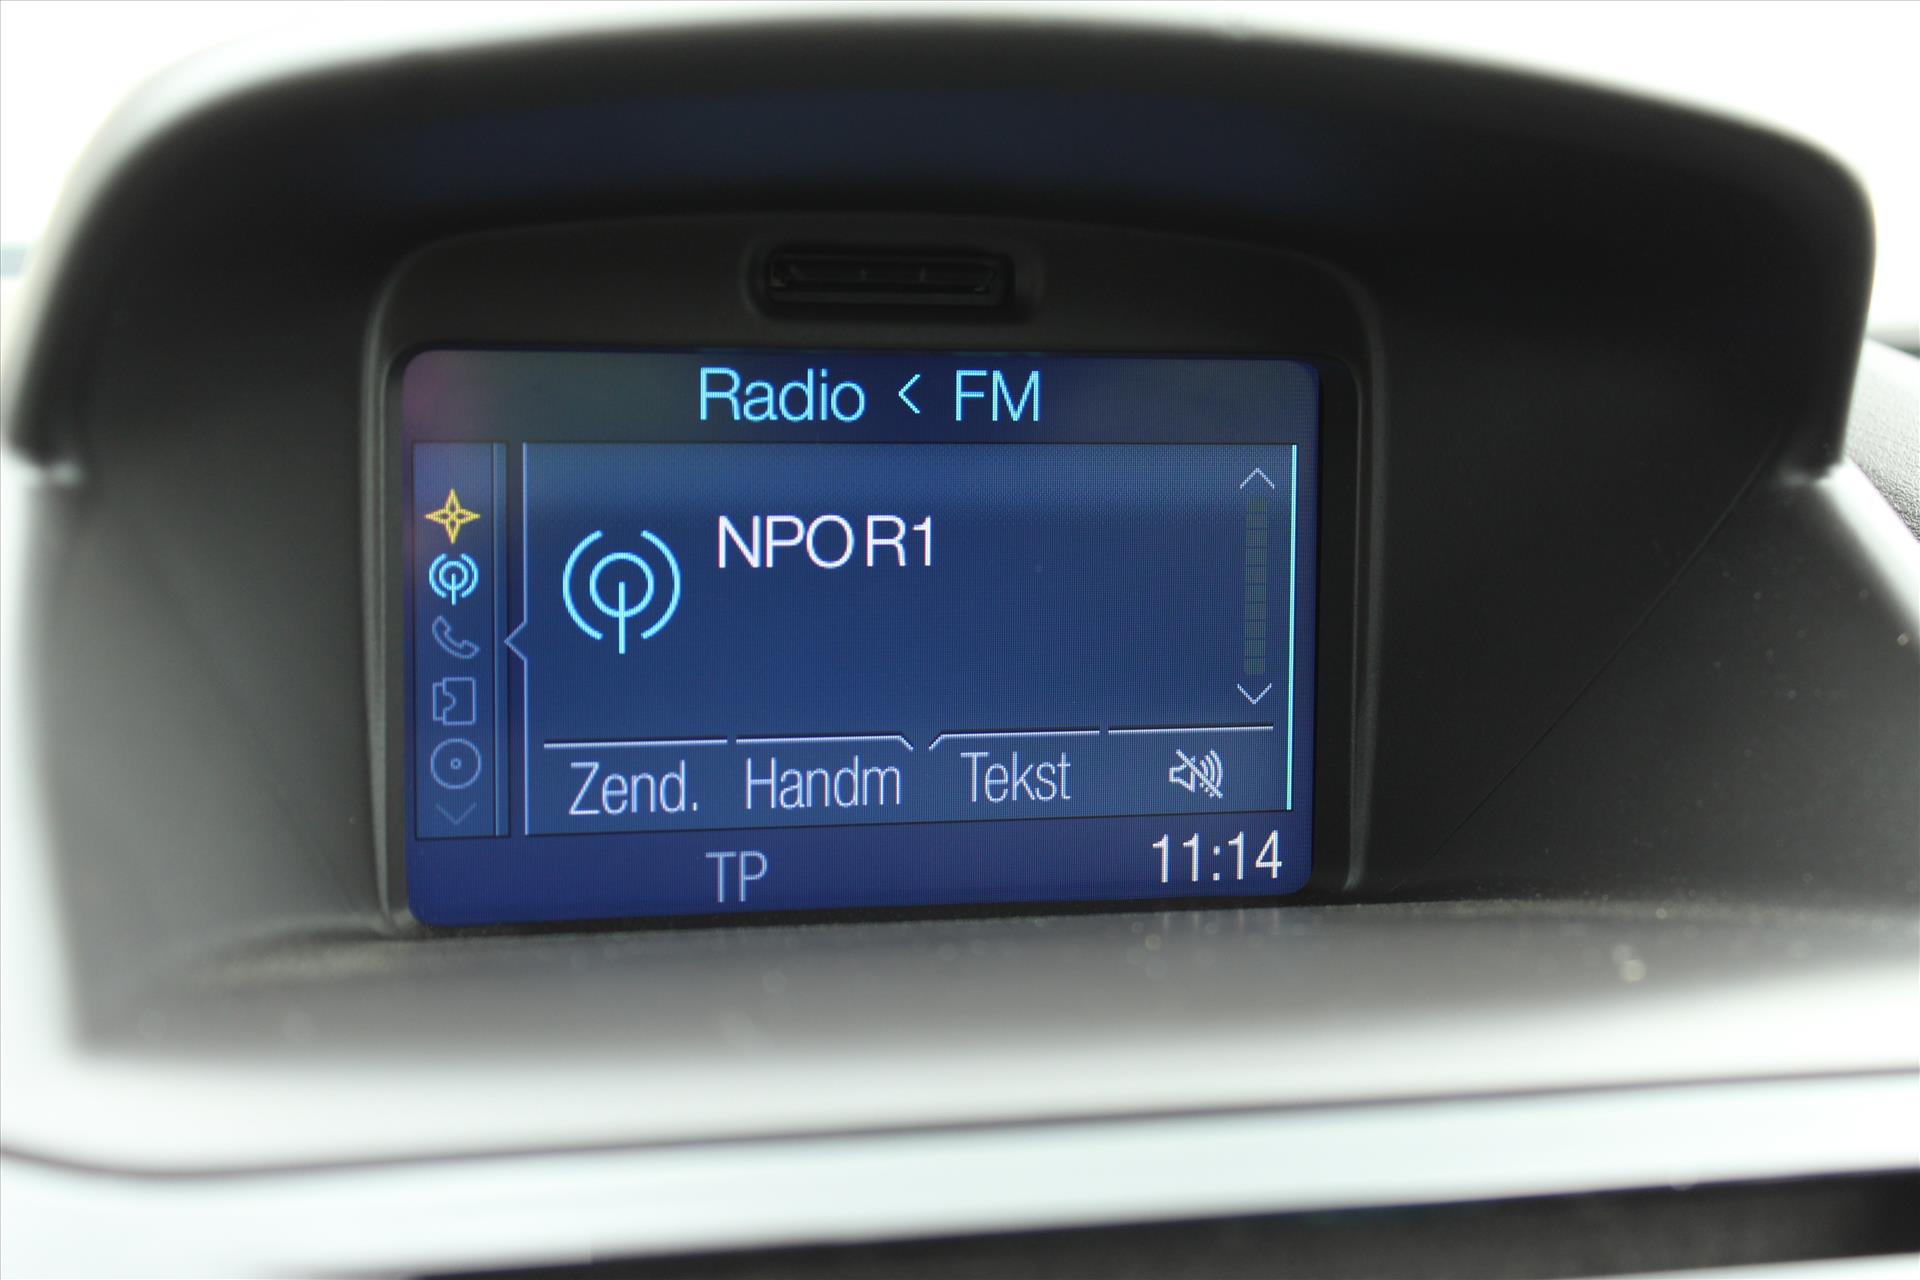 Radio < FM
NPO R1
Zend. Handm Tekst
TP 11:14